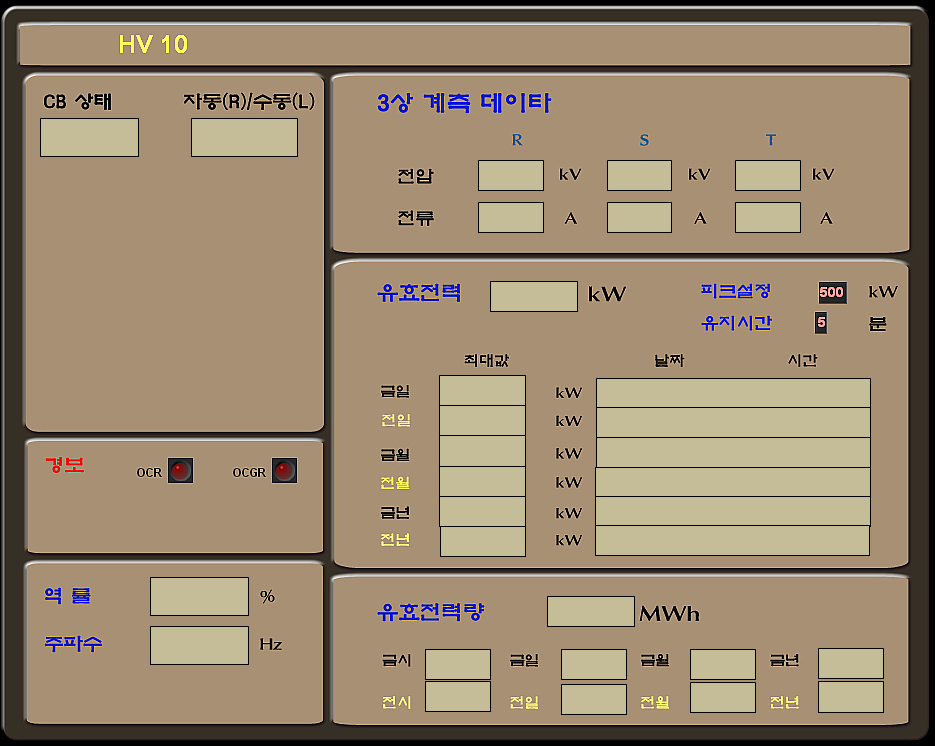 HV 10
CB 상태 자동(R)/수동(L)
3상 계측 데이타
R S T
전압 kV kV kV
전류 A A A
유효전력 kW 피크설정 500 kW
유지시간 5 분
최대값 날짜 시간
금일 kW
전일 kW
금월 kW
전월 kW
금년 kW
전년 kW
경보 OCR OCGR
역 률 %
주파수 Hz
유효전력량 MWh
금시 금일 금월 금년
전시 전일 전월 전년